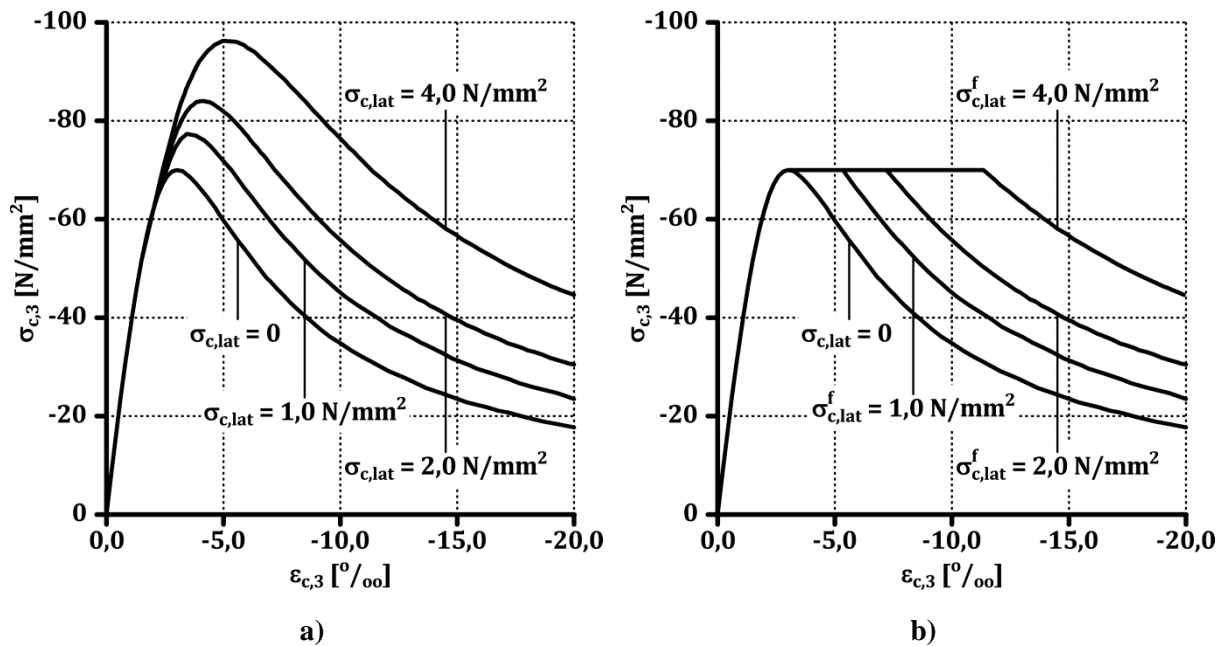 -100
-80
-60
-40
-20
0
σc,3 [N/mm²]
σc,lat = 4,0 N/mm²
σc,lat = 0
σc,lat = 1,0 N/mm²
σc,lat = 2,0 N/mm²
0,0 -5,0 -10,0 -15,0 -20,0
εc,3 [º/oo]
a)
-100
-80
-60
-40
-20
0
σc,3 [N/mm²]
σᶠc,lat = 4,0 N/mm²
σc,lat = 0
σᶠc,lat = 1,0 N/mm²
σᶠc,lat = 2,0 N/mm²
0,0 -5,0 -10,0 -15,0 -20,0
εc,3 [º/oo]
b)